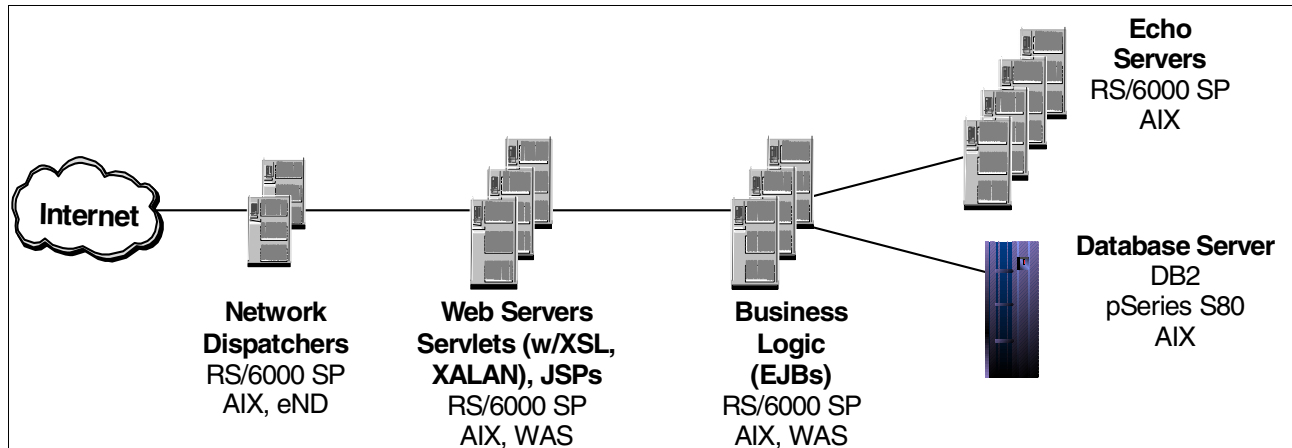 Internet
Network
Dispatchers
RS/6000 SP
AIX, eND
Web Servers
Servlets (w/XSL,
XALAN), JSPs
RS/6000 SP
AIX, WAS
Business
Logic
(EJBs)
RS/6000 SP
AIX, WAS
Echo
Servers
RS/6000 SP
AIX
Database Server
DB2
pSeries S80
AIX